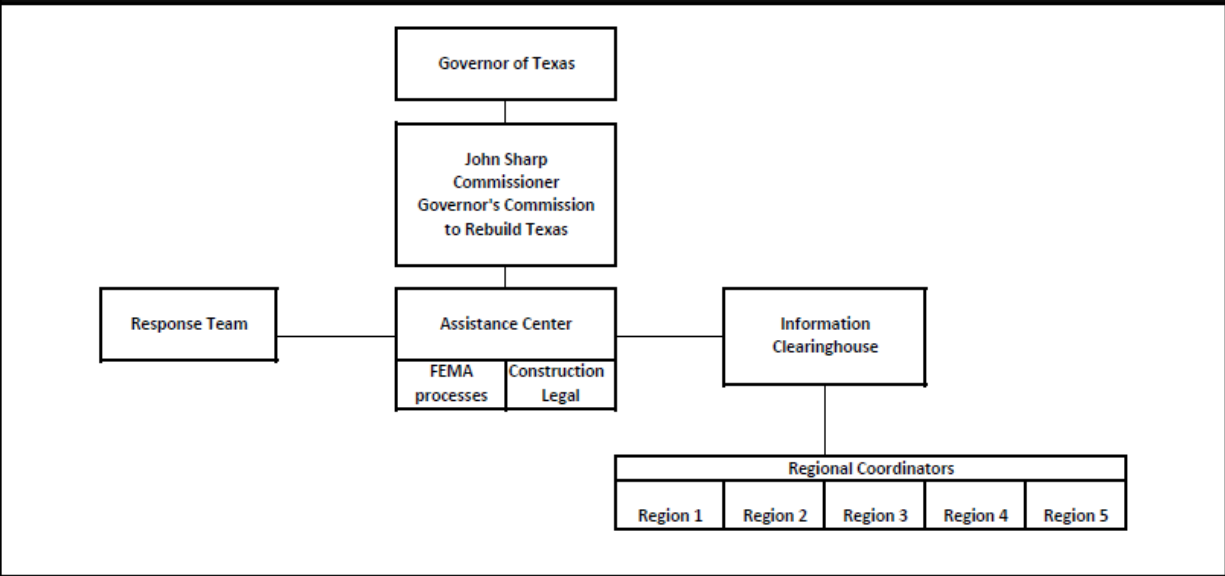 Governor of Texas
John Sharp
Commissioner
Governor's Commission
to Rebuild Texas
Response Team
Assistance Center
FEMA
processes
Construction
Legal
Information
Clearinghouse
Regional Coordinators
Region 1
Region 2
Region 3
Region 4
Region 5